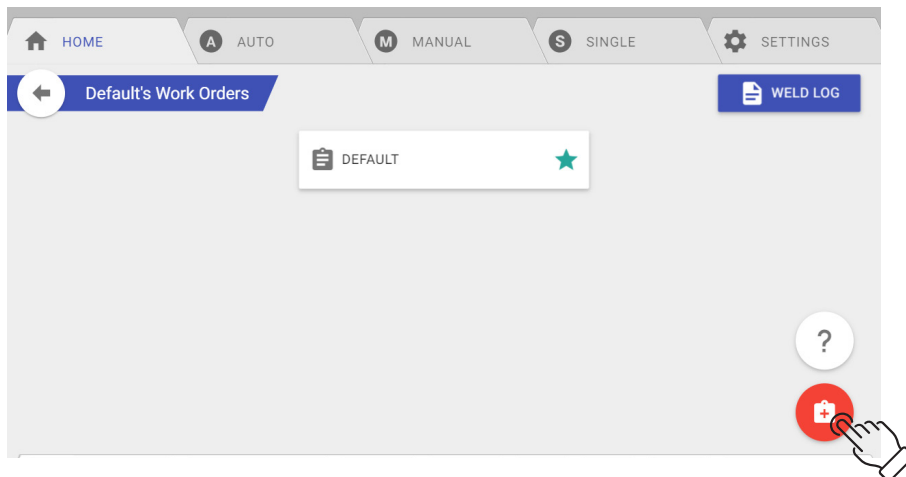 HOME
A AUTO
M MANUAL
S SINGLE
SETTINGS
Default's Work Orders
WELD LOG
DEFAULT
?